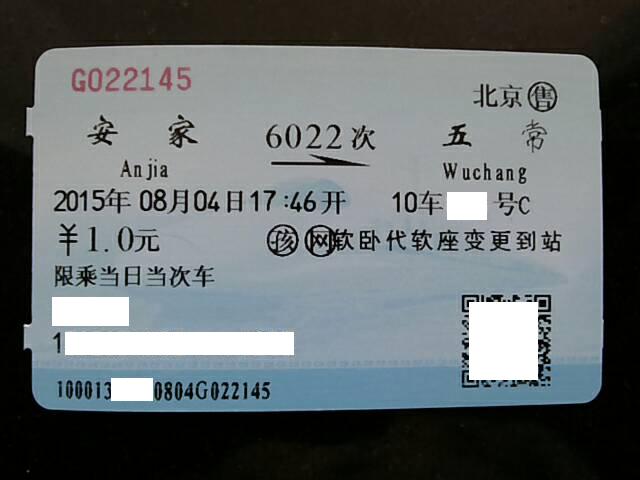 G022145
北京售
安家 6022次 五常
Anjia Wuchang
2015年08月04日17:46开 10车 号C
¥1.0元 孩 网 软卧代软座变更到站
限乘当日当次车
1
100013 0804G022145